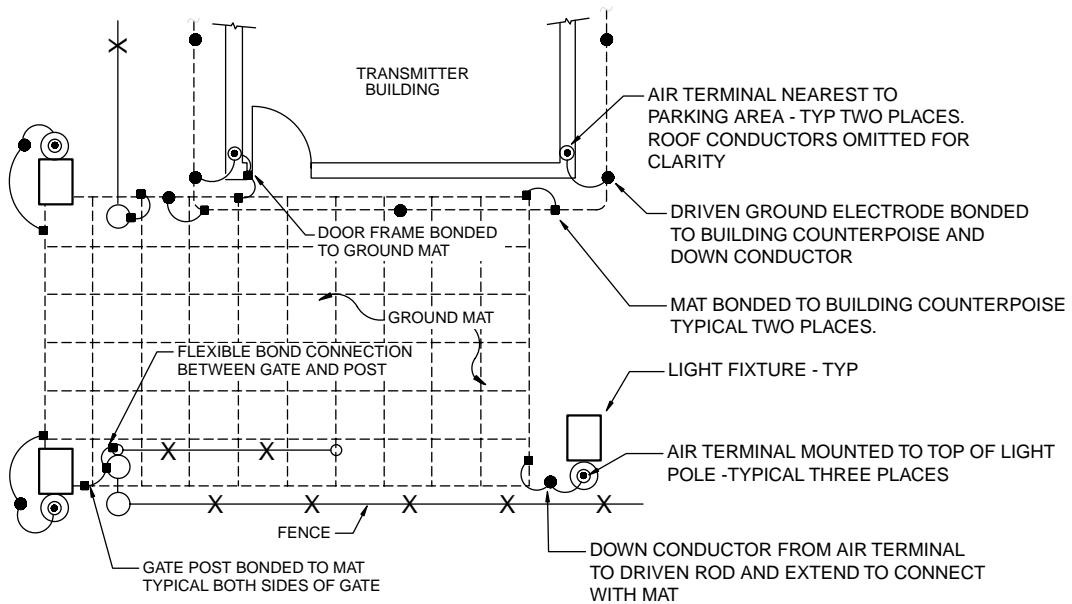 TRANSMITTER
BUILDING
AIR TERMINAL NEAREST TO
PARKING AREA - TYP TWO PLACES.
ROOF CONDUCTORS OMITTED FOR
CLARITY
DRIVEN GROUND ELECTRODE BONDED
TO BUILDING COUNTERPOISE AND
DOWN CONDUCTOR
DOOR FRAME BONDED
TO GROUND MAT
MAT BONDED TO BUILDING COUNTERPOISE
TYPICAL TWO PLACES.
GROUND MAT
FLEXIBLE BOND CONNECTION
BETWEEN GATE AND POST
LIGHT FIXTURE - TYP
AIR TERMINAL MOUNTED TO TOP OF LIGHT
POLE -TYPICAL THREE PLACES
FENCE
DOWN CONDUCTOR FROM AIR TERMINAL
TO DRIVEN ROD AND EXTEND TO CONNECT
WITH MAT
GATE POST BONDED TO MAT
TYPICAL BOTH SIDES OF GATE